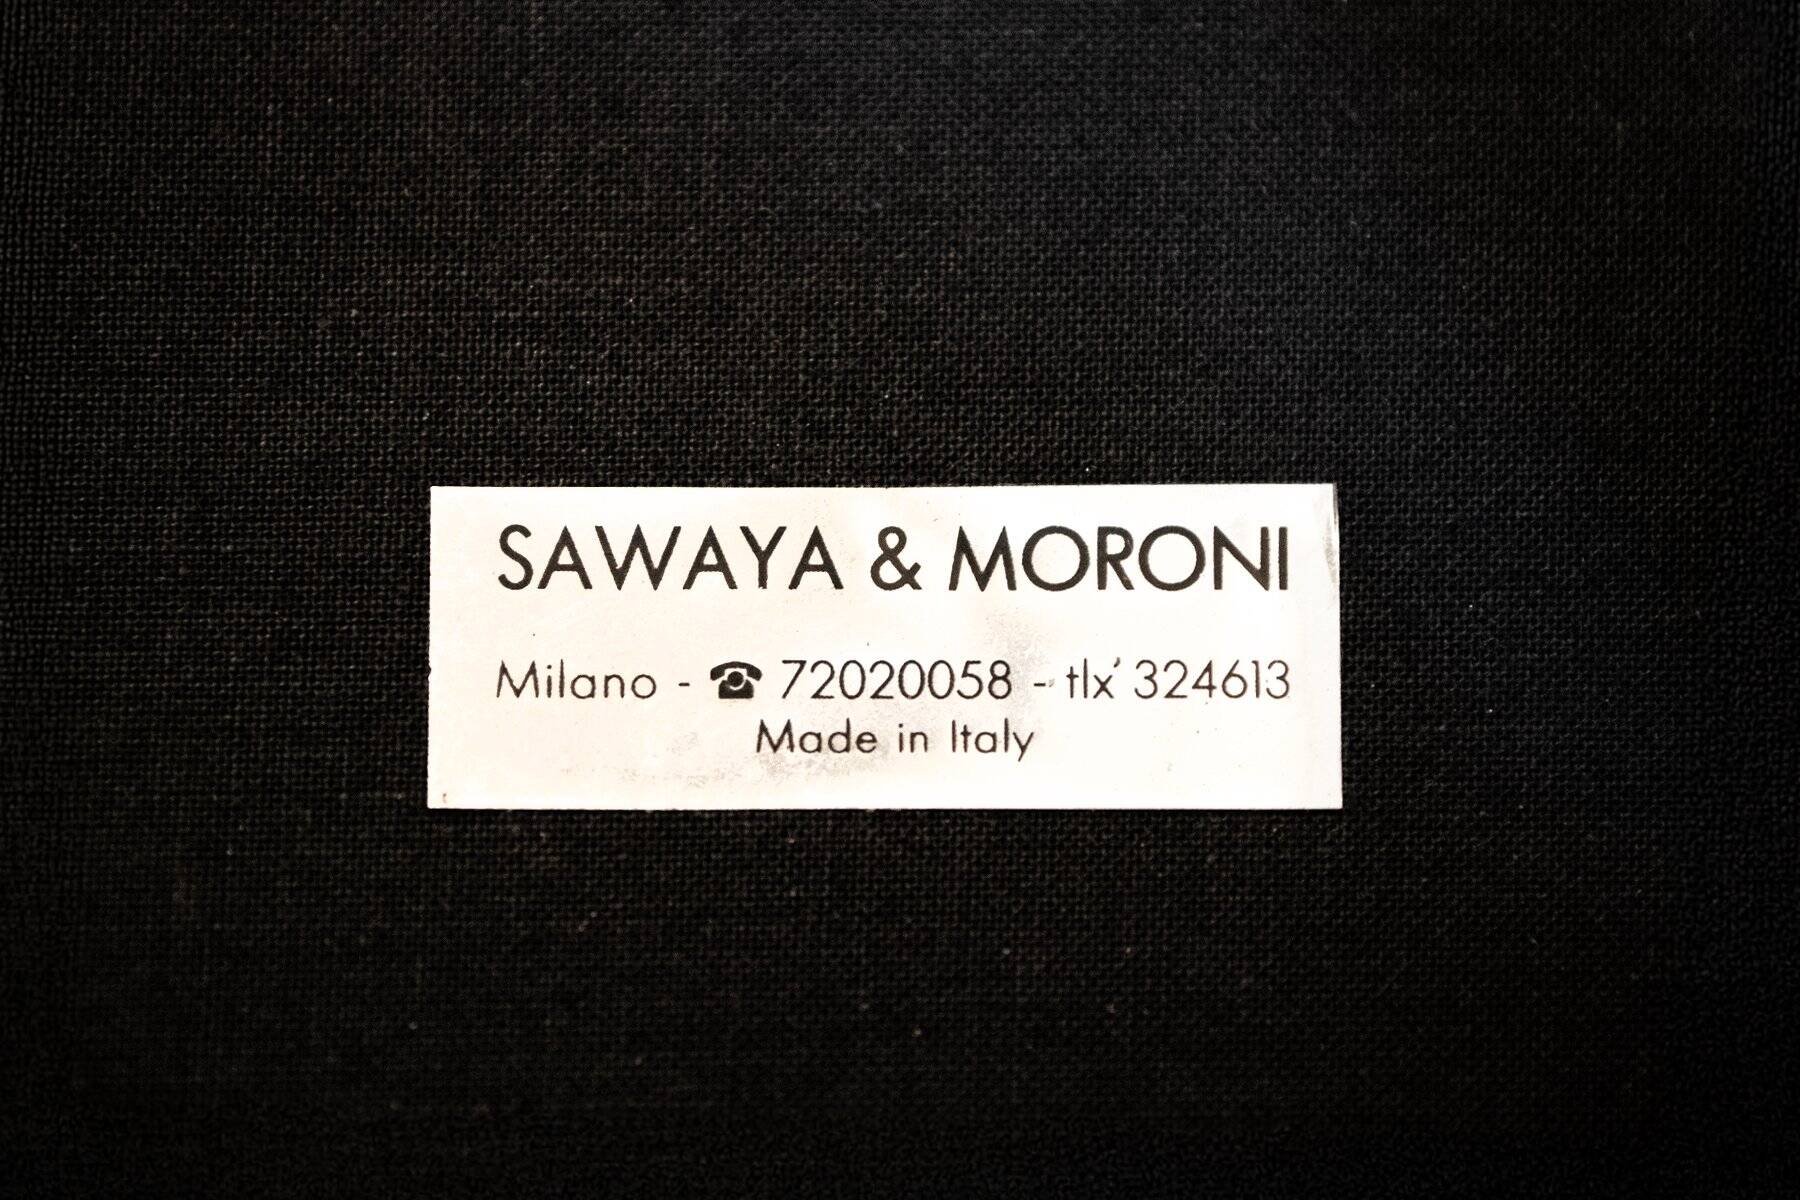 SAWAYA & MORONI
Milano - ☎ 72020058 - tlx' 324613
Made in Italy